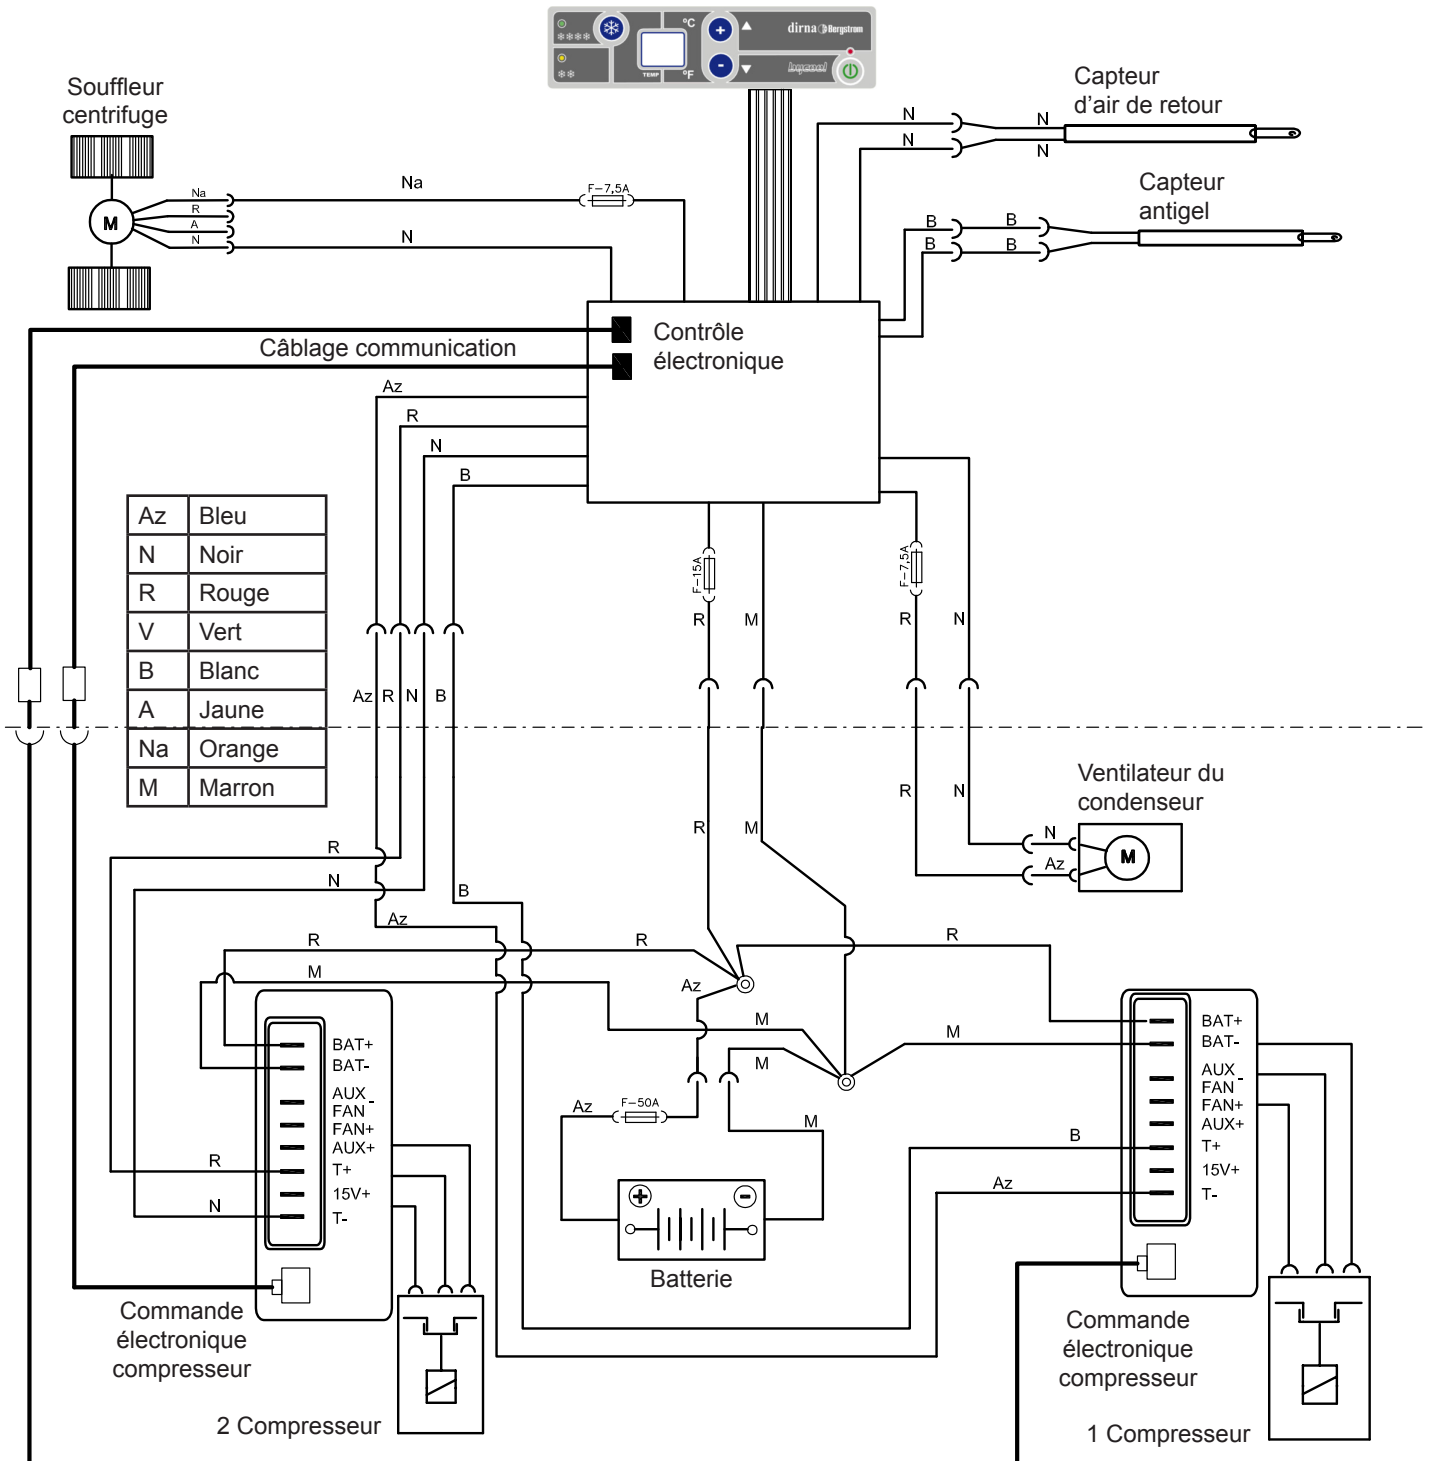 °C
dirna Bergstrom
TEMP
°F
bycool
Souffleur
centrifuge
Capteur
d'air de retour
N
N
N
N
Capteur
antigel
Na
R
A
N
M
Na
N
F-7,5A
B
B
B
B
Contrôle
électronique
Câblage communication
Az
R
N
B
Az Bleu
N Noir
R Rouge
V Vert
B Blanc
A Jaune
Na Orange
M Marron
F-15A
F-7,5A
R
M
R
N
Az
R
N
B
Ventilateur du
condenseur
R
N
R
M
N
Az
M
R
N
B
Az
R
R
R
M
Az
M
M
M
Az
F-50A
M
BAT+
BAT-
AUX
FAN -
FAN+
AUX+
T+
15V+
T-
R
N
BAT+
BAT-
AUX
FAN -
FAN+
AUX+
T+
15V+
T-
B
Az
+
-
Batterie
Commande
électronique
compresseur
2 Compresseur
Commande
électronique
compresseur
1 Compresseur